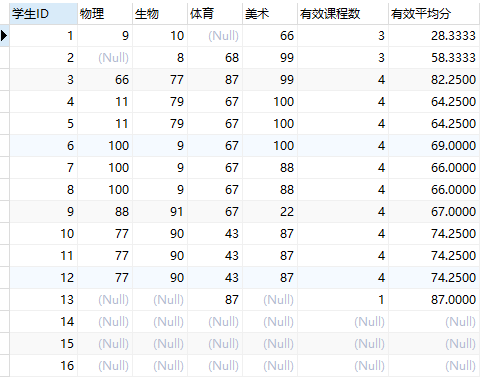 学生ID 物理 生物 体育 美术 有效课程数 有效平均分
1 9 10 (Null) 66 3 28.3333
2 (Null) 8 68 99 3 58.3333
3 66 77 87 99 4 82.2500
4 11 79 67 100 4 64.2500
5 11 79 67 100 4 64.2500
6 100 9 67 100 4 69.0000
7 100 9 67 88 4 66.0000
8 100 9 67 88 4 66.0000
9 88 91 67 22 4 67.0000
10 77 90 43 87 4 74.2500
11 77 90 43 87 4 74.2500
12 77 90 43 87 4 74.2500
13 (Null) (Null) 87 (Null) 1 87.0000
14 (Null) (Null) (Null) (Null) (Null) (Null)
15 (Null) (Null) (Null) (Null) (Null) (Null)
16 (Null) (Null) (Null) (Null) (Null) (Null)